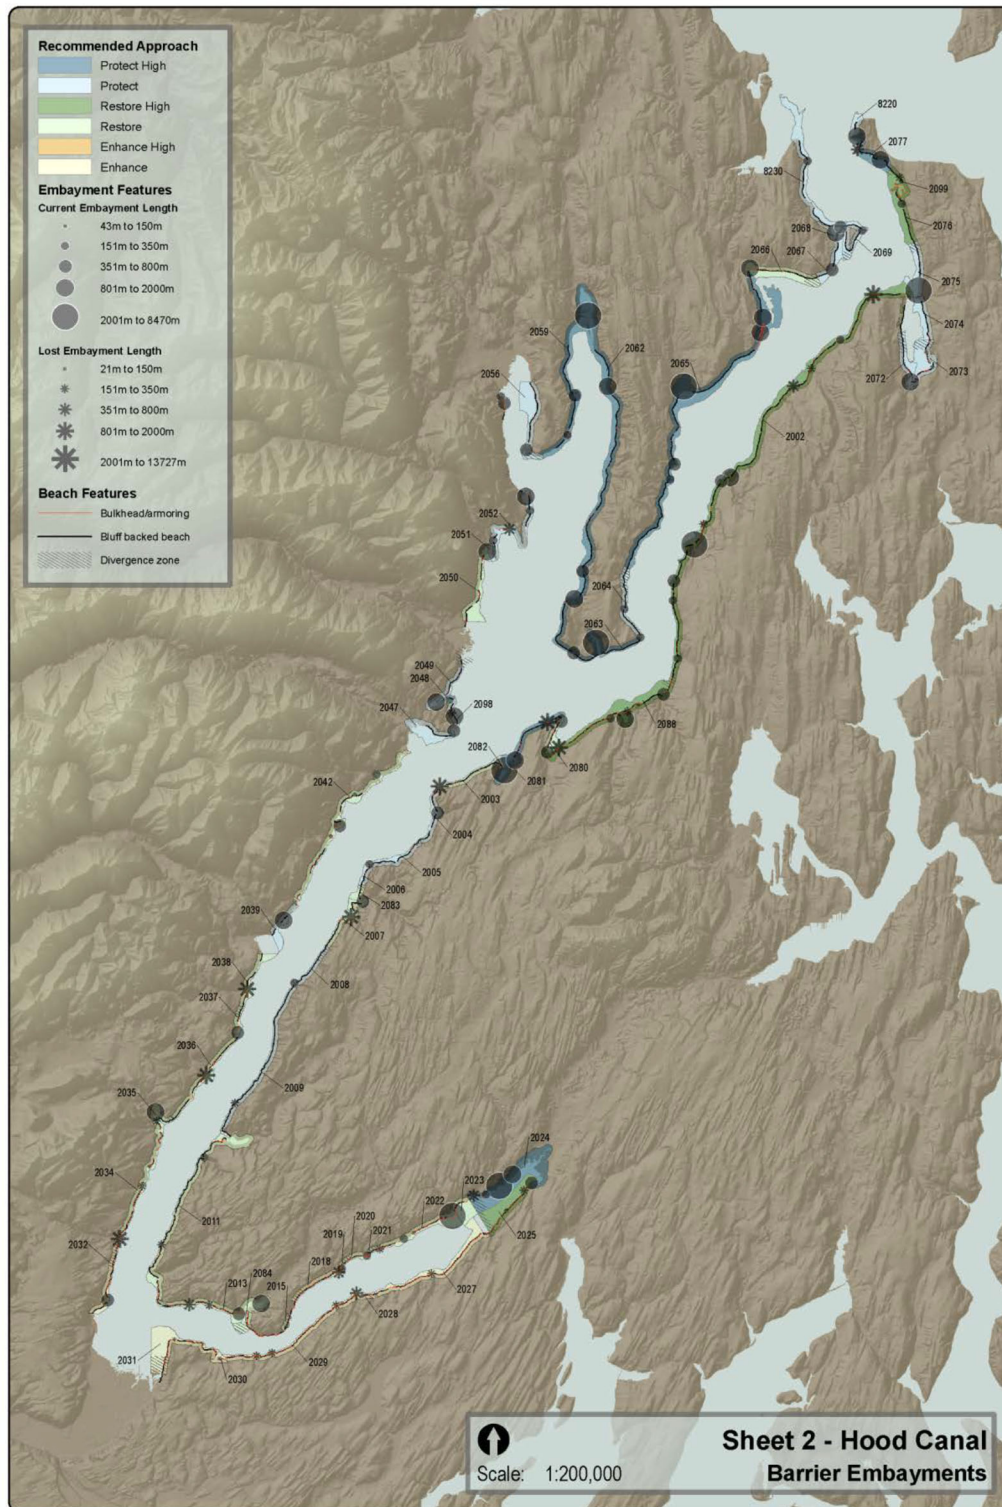 Recommended Approach
Protect High
Protect
Restore High
Restore
Enhance High
Enhance
Embayment Features
Current Embayment Length
43m to 150m
151m to 350m
351m to 800m
801m to 2000m
2001m to 8470m
Lost Embayment Length
21m to 150m
151m to 350m
351m to 800m
801m to 2000m
2001m to 13727m
Beach Features
Bulkhead/armoring
Bluff backed beach
Divergence zone
8220
2077
8230
2099
2076
2068
2069
2066
2067
2075
2074
2059
2062
2065
2072
2073
2056
2002
2052
2051
2050
2064
2063
2049
2048
2047
2098
2088
2082
2080
2081
2042
2003
2004
2005
2006
2083
2039
2007
2038
2008
2037
2036
2009
2035
2024
2034
2023
2022
2011
2020
2021
2019
2025
2032
2018
2084
2013
2015
2027
2028
2031
2029
2030
Sheet 2 - Hood Canal
Scale: 1:200,000
Barrier Embayments